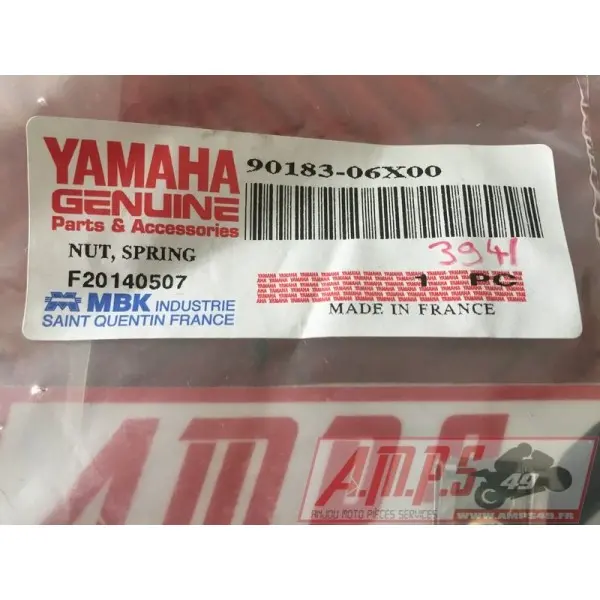 YAMAHA
GENUINE
Parts & Accessories
90183-06X00
NUT, SPRING
F20140507
3941
1 PC
MBK INDUSTRIE
SAINT QUENTIN FRANCE
MADE IN FRANCE
A.M.P.S
A.M.P.S
49
ANJOU MOTO PIECES SERVICES
WWW.AMPS49.FR